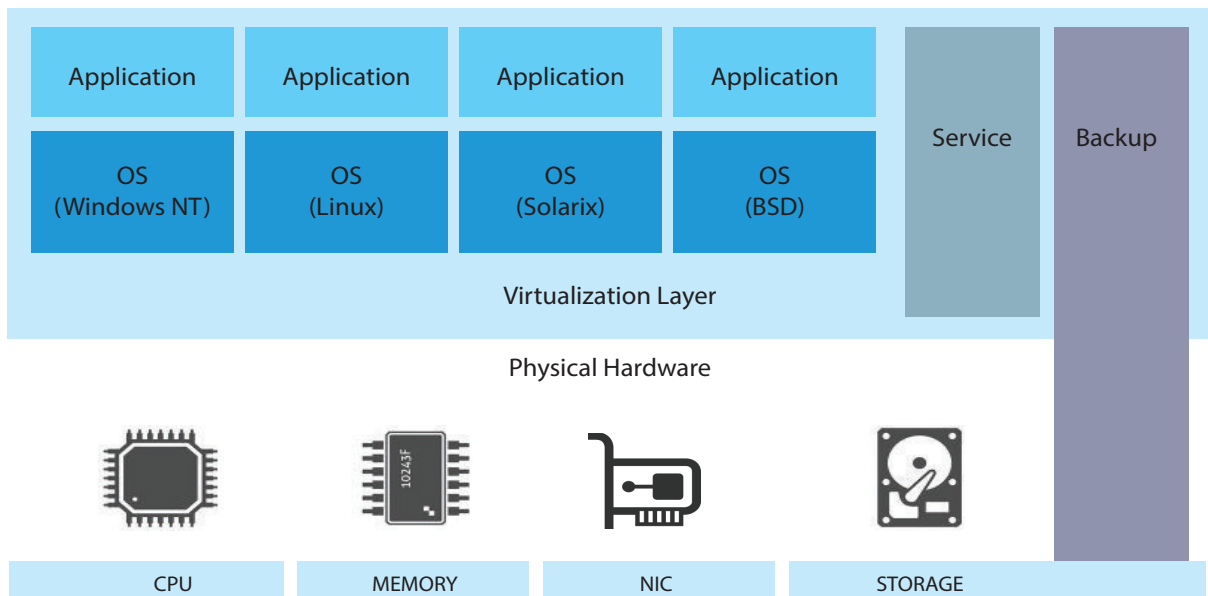 Application
Application
Application
Application
Service
Backup
OS
(Windows NT)
OS
(Linux)
OS
(Solarix)
OS
(BSD)
Virtualization Layer
Physical Hardware
10243F
CPU
MEMORY
NIC
STORAGE